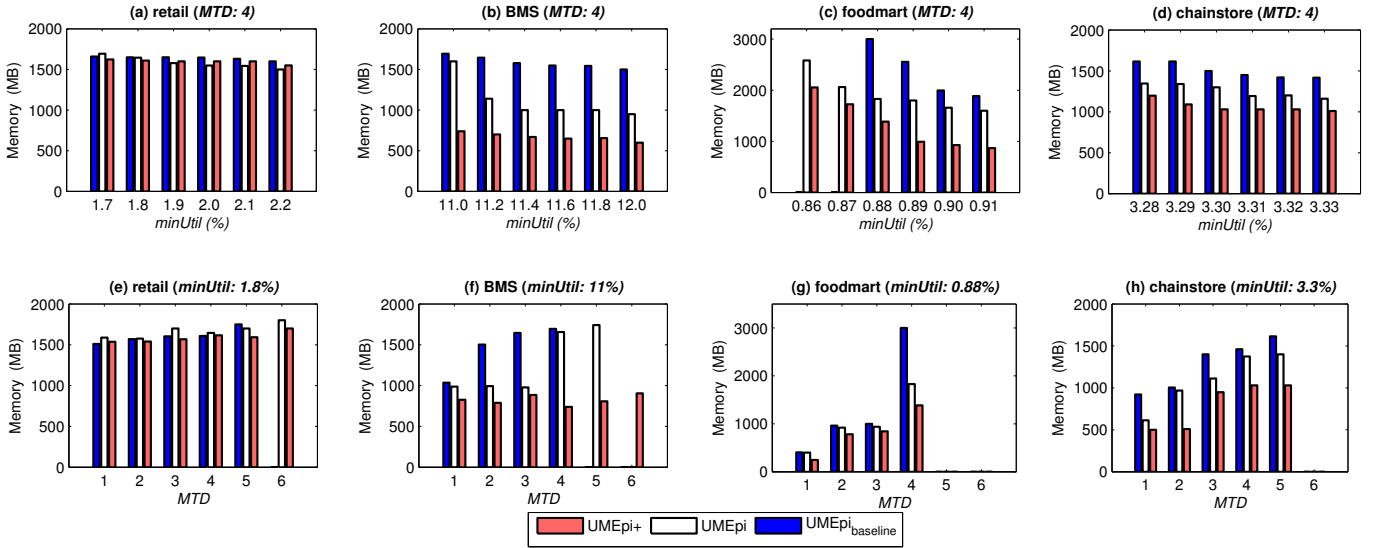 (a) retail (MTD: 4)
2000
1500
1000
500
0
Memory (MB)
1.7 1.8 1.9 2.0 2.1 2.2
minUtil (%)
(b) BMS (MTD: 4)
2000
1500
1000
500
0
Memory (MB)
11.0 11.2 11.4 11.6 11.8 12.0
minUtil (%)
(c) foodmart (MTD: 4)
3000
2000
1000
0
Memory (MB)
0.86 0.87 0.88 0.89 0.90 0.91
minUtil (%)
(d) chainstore (MTD: 4)
2000
1500
1000
500
0
Memory (MB)
3.28 3.29 3.30 3.31 3.32 3.33
minUtil (%)
(e) retail (minUtil: 1.8%)
2000
1500
1000
500
0
Memory (MB)
1 2 3 4 5 6
MTD
(f) BMS (minUtil: 11%)
2000
1500
1000
500
0
Memory (MB)
1 2 3 4 5 6
MTD
(g) foodmart (minUtil: 0.88%)
3000
2000
1000
0
Memory (MB)
1 2 3 4 5 6
MTD
(h) chainstore (minUtil: 3.3%)
2000
1500
1000
500
0
Memory (MB)
1 2 3 4 5 6
MTD
UMEpi+ UMEpi UMEpibaseline